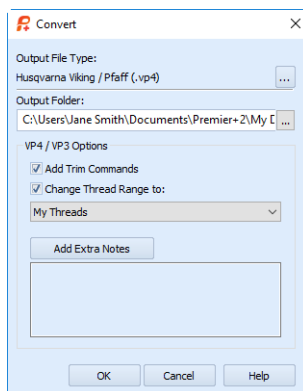 Convert
Output File Type:
Husqvarna Viking / Pfaff (.vp4)
...
Output Folder:
C:\Users\Jane Smith\Documents\Premier+2\My D
...
VP4 / VP3 Options
Add Trim Commands
Change Thread Range to:
My Threads
Add Extra Notes
OK Cancel Help